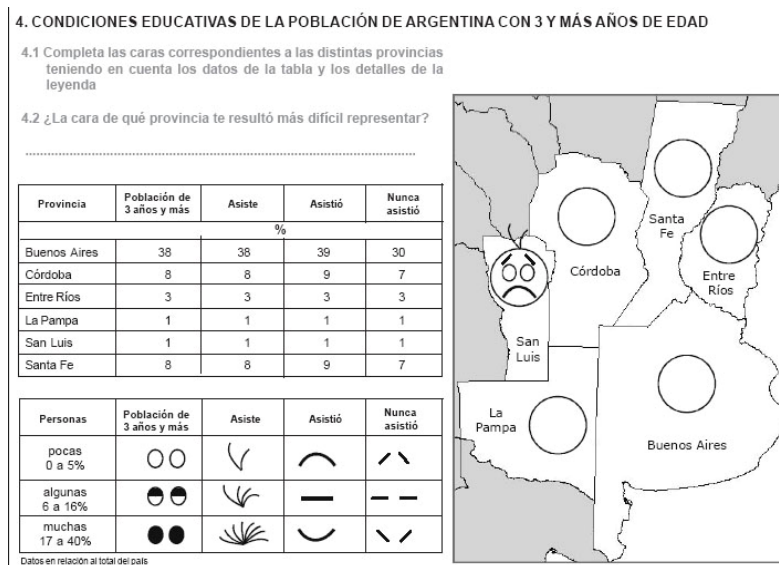 4. CONDICIONES EDUCATIVAS DE LA POBLACIÓN DE ARGENTINA CON 3 Y MÁS AÑOS DE EDAD
4.1 Completa las caras correspondientes a las distintas provincias
teniendo en cuenta los datos de la tabla y los detalles de la
leyenda
4.2 ¿La cara de qué provincia te resultó más difícil representar?
Provincia Población de 3 años y más Asiste Asistió Nunca asistió
%
Buenos Aires 38 38 39 30
Córdoba 8 8 9 7
Entre Ríos 3 3 3 3
La Pampa 1 1 1 1
San Luis 1 1 1 1
Santa Fe 8 8 9 7
Personas Población de 3 años y más Asiste Asistió Nunca asistió
pocas
0 a 5%
algunas
6 a 16%
muchas
17 a 40%
Datos en relación al total del país
Santa
Fe
Córdoba
Entre
Ríos
San
Luis
La
Pampa
Buenos Aires